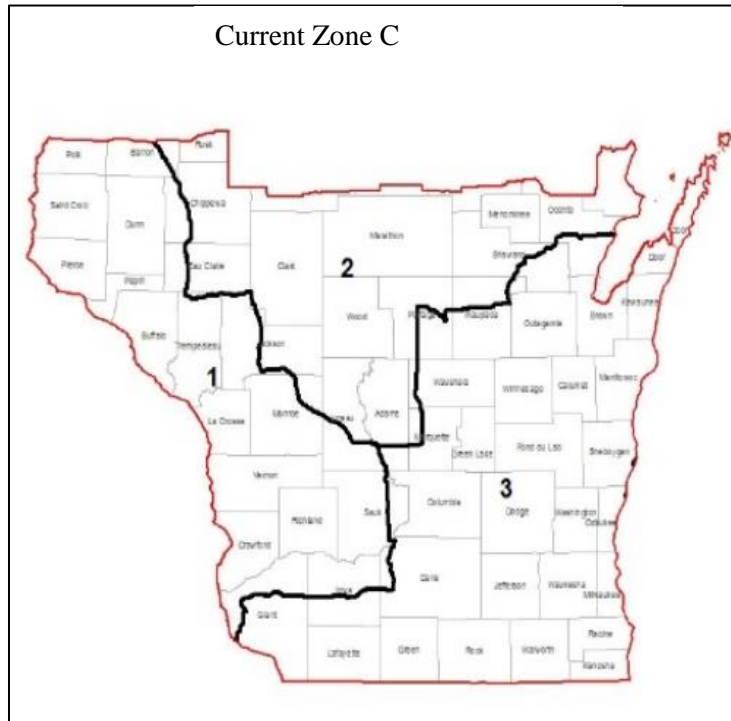 Current Zone C
Polk
Barron
Rusk
Saint Croix
Dunn
Chippewa
Pierce
Pepin
Eau Claire
Clark
Marathon
Menominee
Oconto
Shawano
Door
Door
2
Buffalo
Trempealeau
Jackson
Wood
Portage
Waupaca
Outagamie
Brown
Kewaunee
1
La Crosse
Monroe
Juneau
Adams
Waushara
Winnebago
Calumet
Manitowoc
Marquette
Green Lake
Fond du Lac
Sheboygan
Vernon
3
Richland
Sauk
Columbia
Dodge
Washington
Ozaukee
Crawford
Iowa
Dane
Jefferson
Waukesha
Milwaukee
Grant
Lafayette
Green
Rock
Walworth
Racine
Kenosha